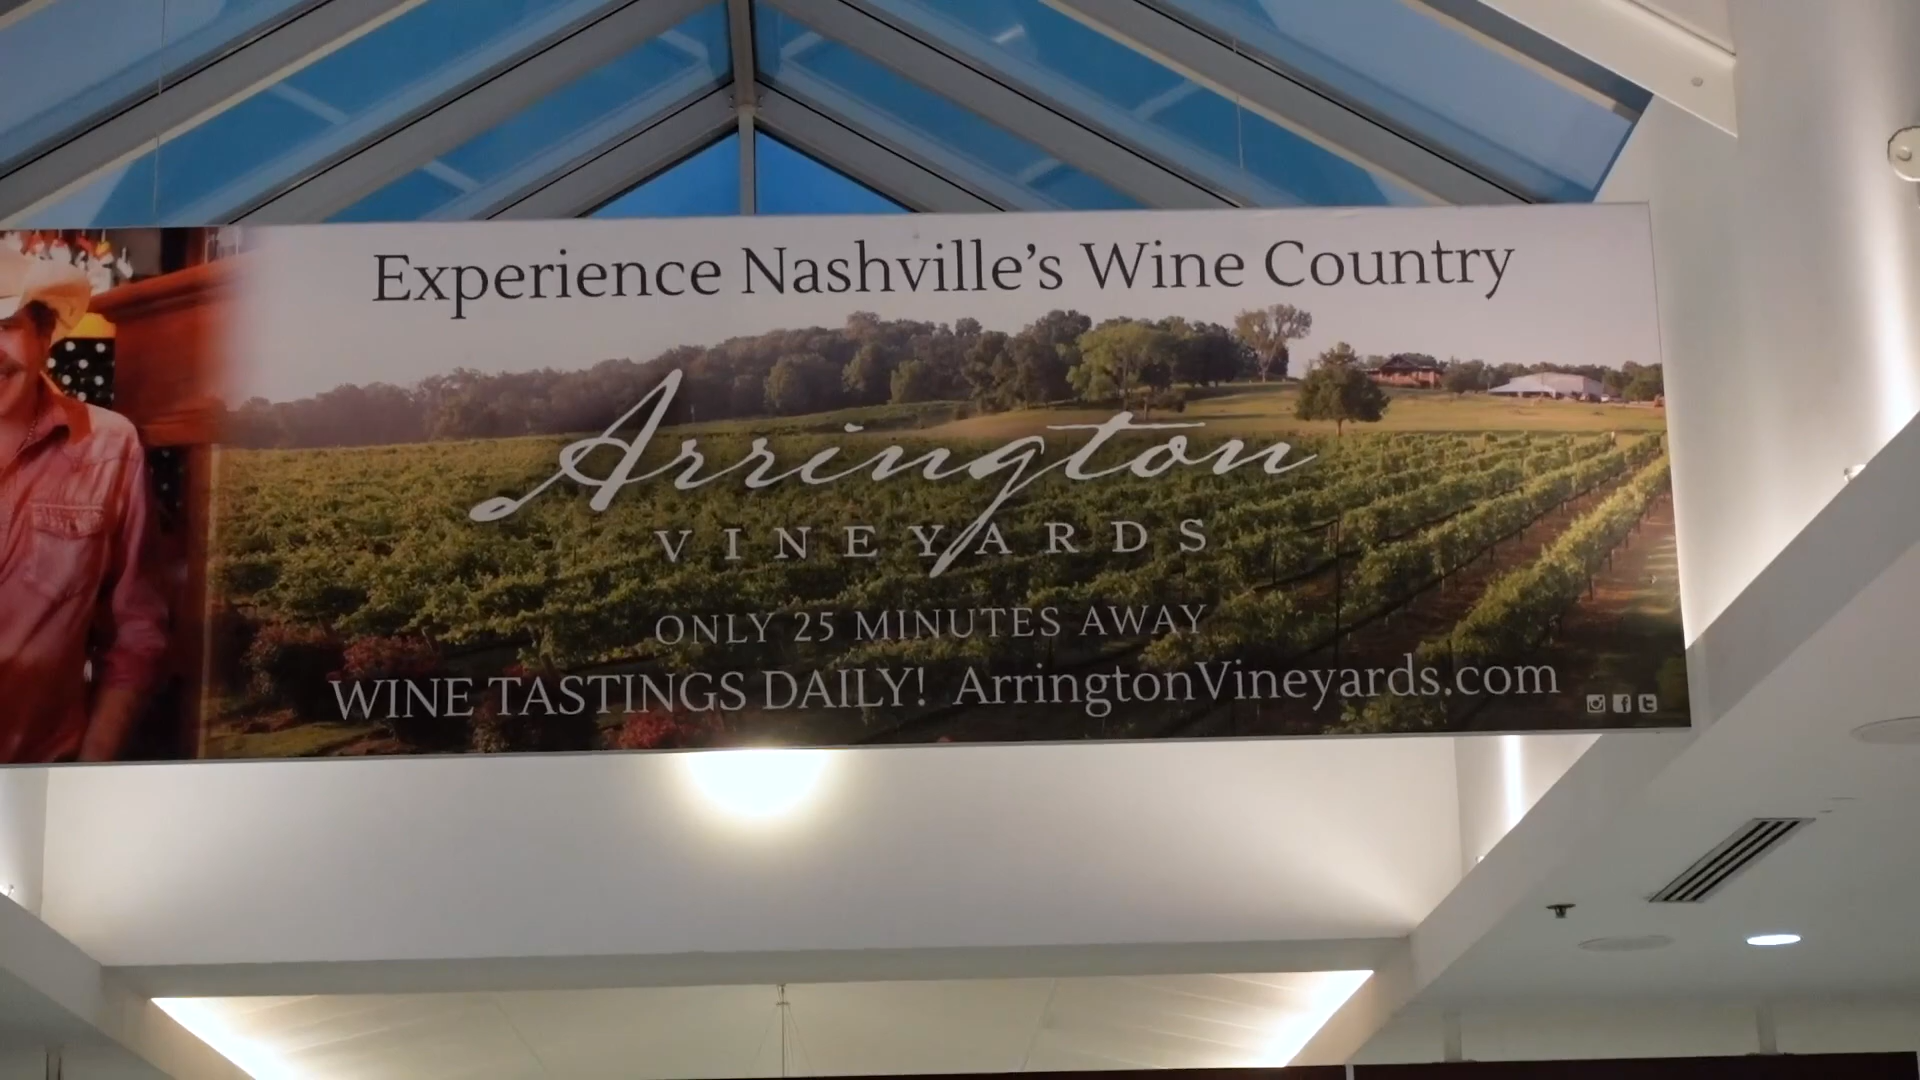 Experience Nashville's Wine Country
Arrington
VINEYARDS
ONLY 25 MINUTES AWAY
WINE TASTINGS DAILY! ArringtonVineyards.com